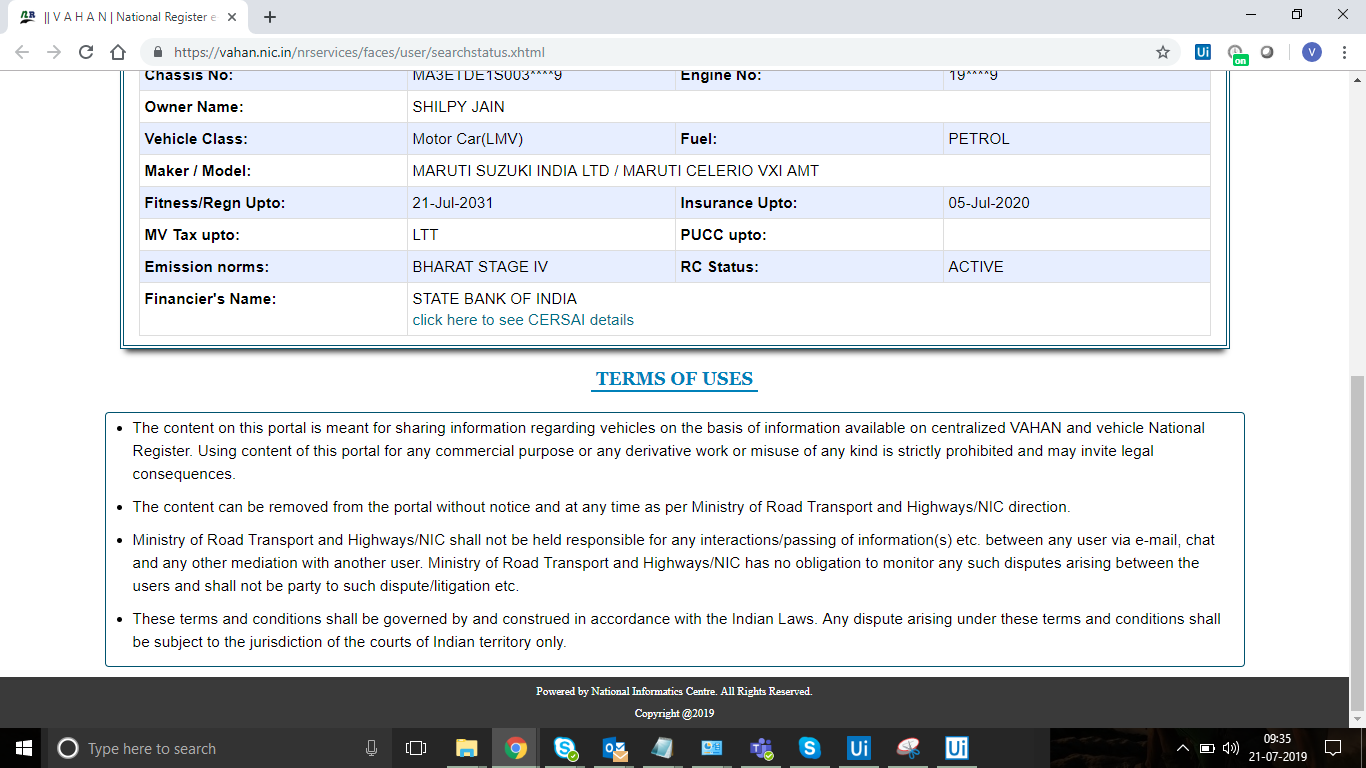 || V A H A N | National Register e
https://vahan.nic.in/nrservices/faces/user/searchstatus.xhtml
Ui
on
V
Chassis No: MA3ETDE1S003****9 Engine No: 19****9
Owner Name: SHILPY JAIN
Vehicle Class: Motor Car(LMV) Fuel: PETROL
Maker / Model: MARUTI SUZUKI INDIA LTD / MARUTI CELERIO VXI AMT
Fitness/Regn Upto: 21-Jul-2031 Insurance Upto: 05-Jul-2020
MV Tax upto: LTT PUCC upto:
Emission norms: BHARAT STAGE IV RC Status: ACTIVE
Financier's Name: STATE BANK OF INDIA
click here to see CERSAI details
TERMS OF USES
The content on this portal is meant for sharing information regarding vehicles on the basis of information available on centralized VAHAN and vehicle National
Register. Using content of this portal for any commercial purpose or any derivative work or misuse of any kind is strictly prohibited and may invite legal
consequences.
The content can be removed from the portal without notice and at any time as per Ministry of Road Transport and Highways/NIC direction.
Ministry of Road Transport and Highways/NIC shall not be held responsible for any interactions/passing of information(s) etc. between any user via e-mail, chat
and any other mediation with another user. Ministry of Road Transport and Highways/NIC has no obligation to monitor any such disputes arising between the
users and shall not be party to such dispute/litigation etc.
These terms and conditions shall be governed by and construed in accordance with the Indian Laws. Any dispute arising under these terms and conditions shall
be subject to the jurisdiction of the courts of Indian territory only.
Powered by National Informatics Centre. All Rights Reserved.
Copyright @2019
Type here to search
Ui
Ui
09:35
21-07-2019